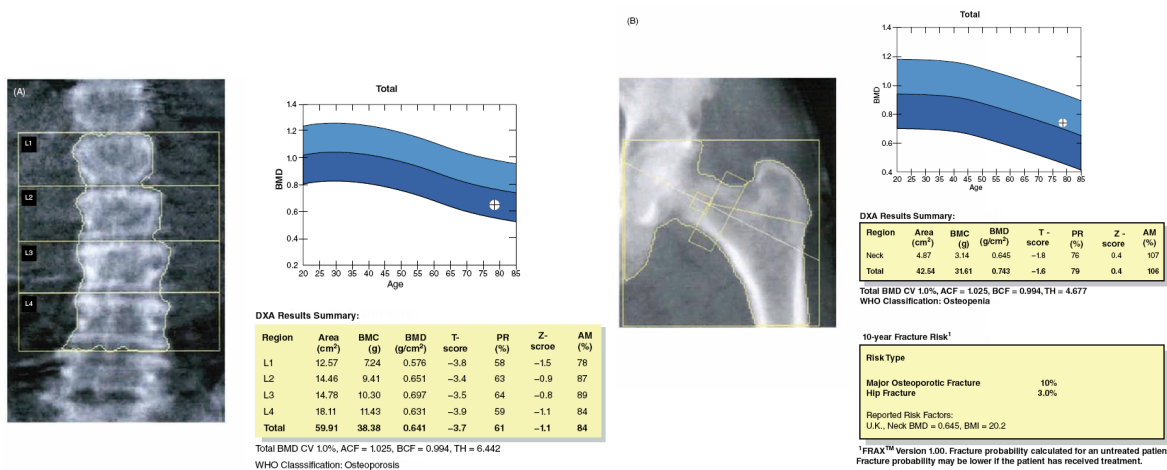 (A)
L1
L2
L3
L4
Total
1.4
1.2
1.0
0.8
0.6
0.4
0.2
BMD
20 25 30 35 40 45 50 55 60 65 70 75 80 85
Age
DXA Results Summary:
Region Area (cm²) BMC (g) BMD (g/cm²) T-score PR (%) Z-scroe AM (%)
L1 12.57 7.24 0.576 −3.8 58 −1.5 78
L2 14.46 9.41 0.651 −3.4 63 −0.9 87
L3 14.78 10.30 0.697 −3.5 64 −0.8 89
L4 18.11 11.43 0.631 −3.9 59 −1.1 84
Total 59.91 38.38 0.641 −3.7 61 −1.1 84
Total BMD CV 1.0%, ACF = 1.025, BCF = 0.994, TH = 6.442
WHO Classsification: Osteoporosis
(B)
Total
1.4
1.2
1.0
0.8
0.6
0.4
BMD
20 25 30 35 40 45 50 55 60 65 70 75 80 85
Age
DXA Results Summary:
Region Area (cm²) BMC (g) BMD (g/cm²) T - score PR (%) Z - score AM (%)
Neck 4.87 3.14 0.645 −1.8 76 0.4 107
Total 42.54 31.61 0.743 −1.6 79 0.4 106
Total BMD CV 1.0%, ACF = 1.025, BCF = 0.994, TH = 4.677
WHO Classification: Osteopenia
10-year Fracture Risk¹
Risk Type
Major Osteoporotic Fracture 10%
Hip Fracture 3.0%
Reported Risk Factors:
U.K., Neck BMD = 0.645, BMI = 20.2
¹FRAX™ Version 1.00. Fracture probability calculated for an untreated patien
Fracture probability may be lower if the patient has received treatment.